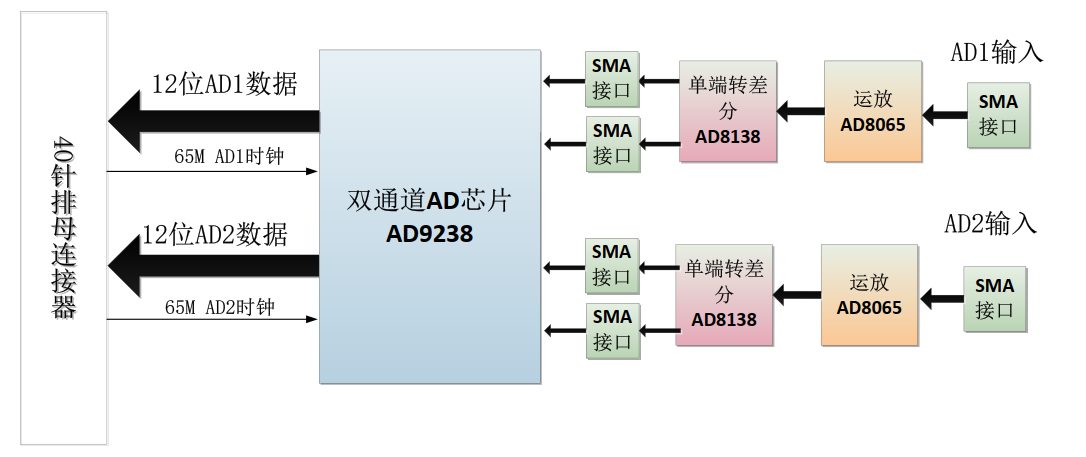 40针排母连接器
12位AD1数据
65M AD1时钟
12位AD2数据
65M AD2时钟
双通道AD芯片
AD9238
SMA
接口
SMA
接口
单端转差
分
AD8138
运放
AD8065
AD1输入
SMA
接口
SMA
接口
SMA
接口
单端转差
分
AD8138
运放
AD8065
AD2输入
SMA
接口